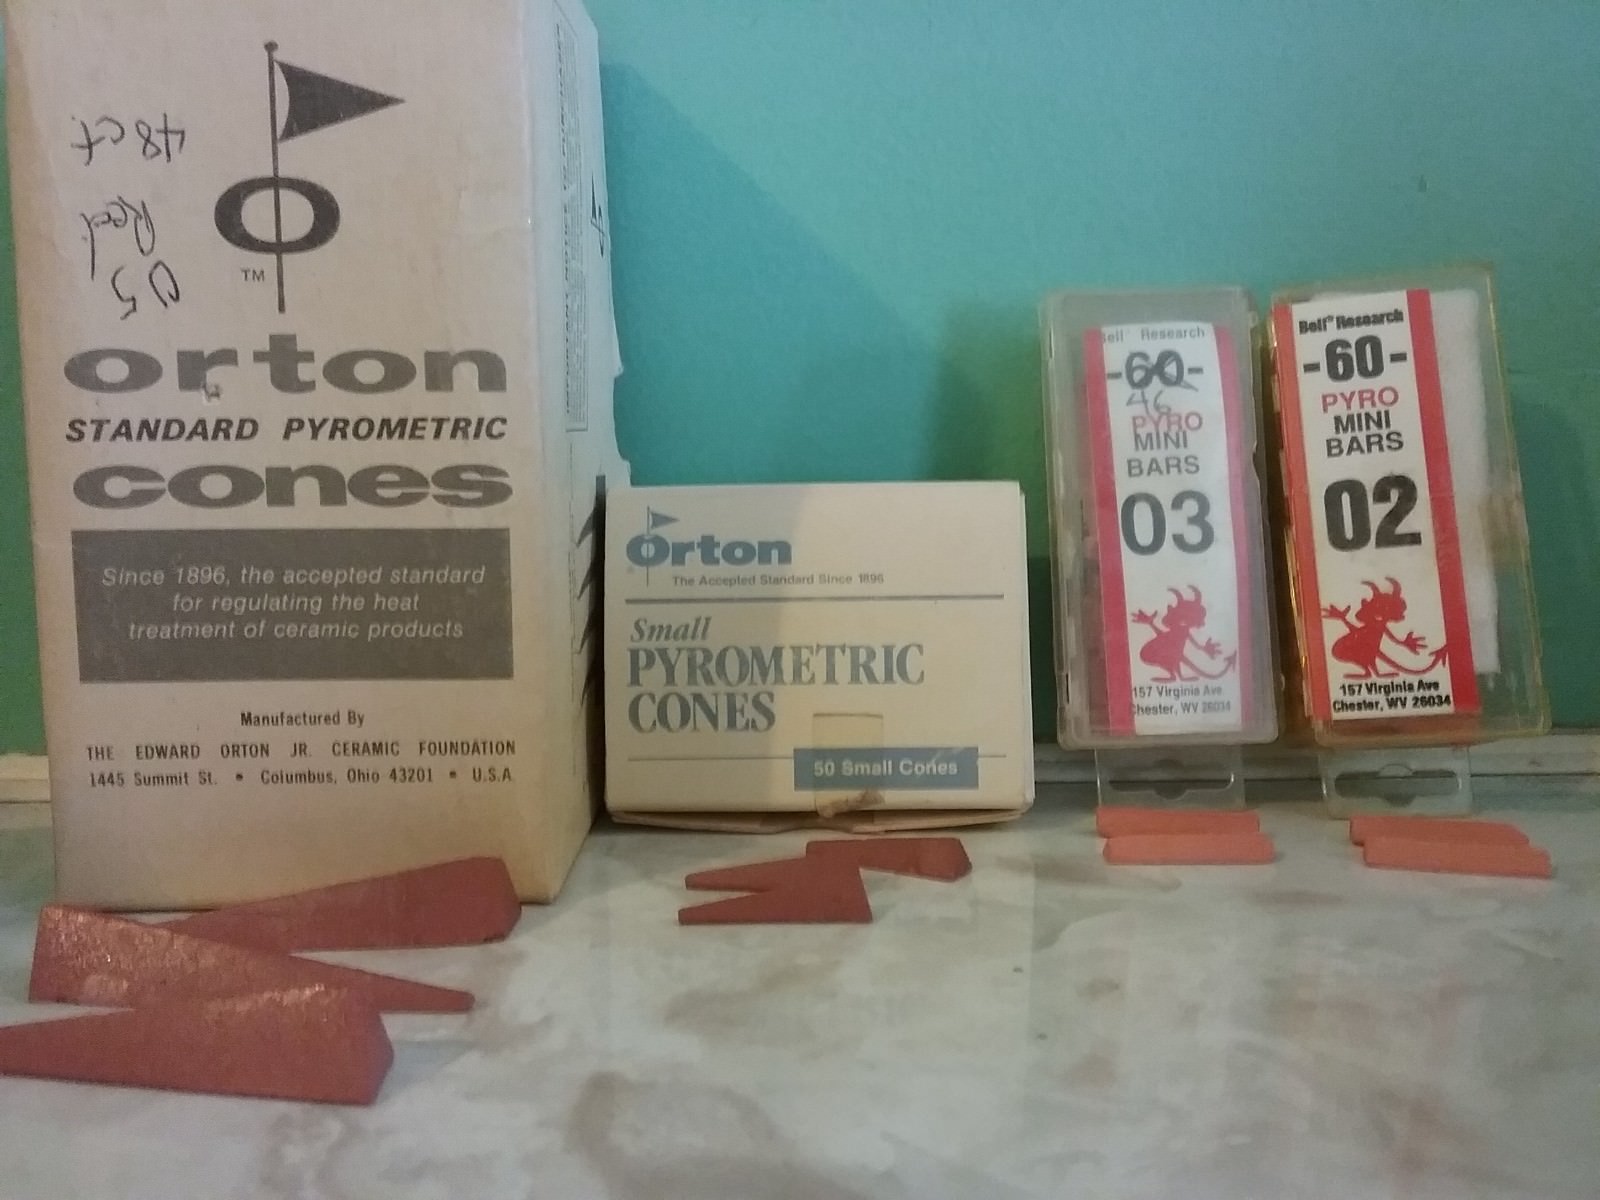 48 ct.
Red
05
O
TM
orton
STANDARD PYROMETRIC
cones
Since 1896, the accepted standard
for regulating the heat
treatment of ceramic products
Manufactured By
THE EDWARD ORTON JR. CERAMIC FOUNDATION
1445 Summit St. • Columbus, Ohio 43201 • U.S.A.
Orton
The Accepted Standard Since 1896
Small
PYROMETRIC
CONES
50 Small Cones
Bell Research
-60-
46
PYRO
MINI
BARS
03
157 Virginia Ave
Chester, WV 26034
Bell Research
-60-
PYRO
MINI
BARS
02
157 Virginia Ave
Chester, WV 26034